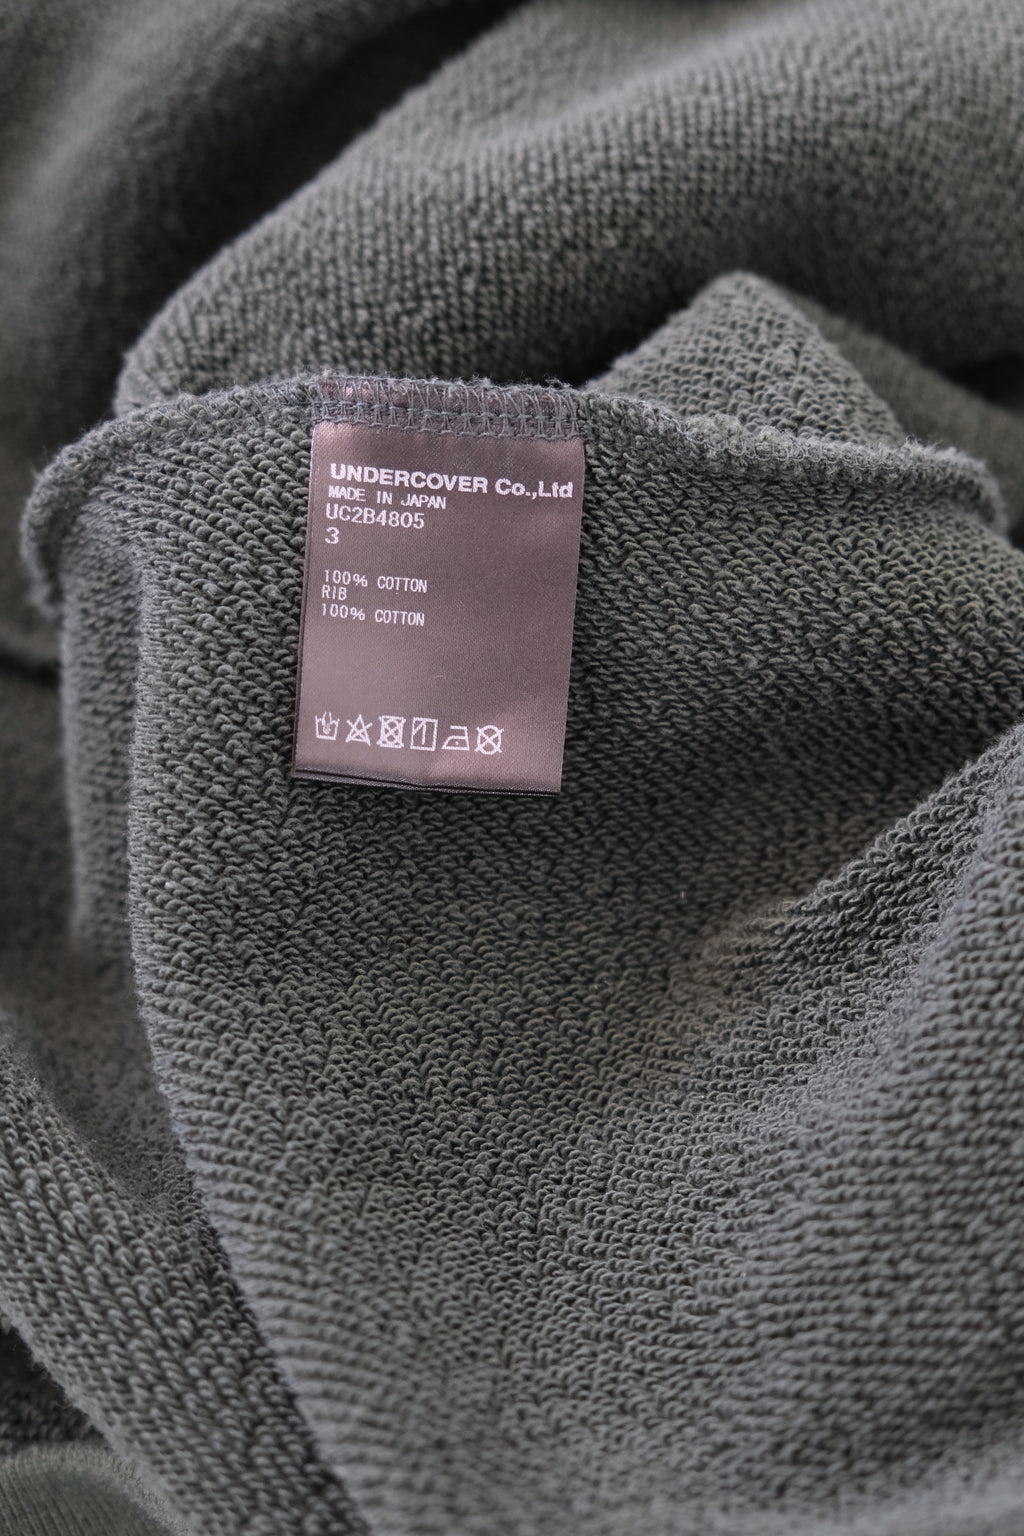 UNDERCOVER Co.,Ltd
MADE IN JAPAN
UC2B4805
3
100% COTTON
RIB
100% COTTON